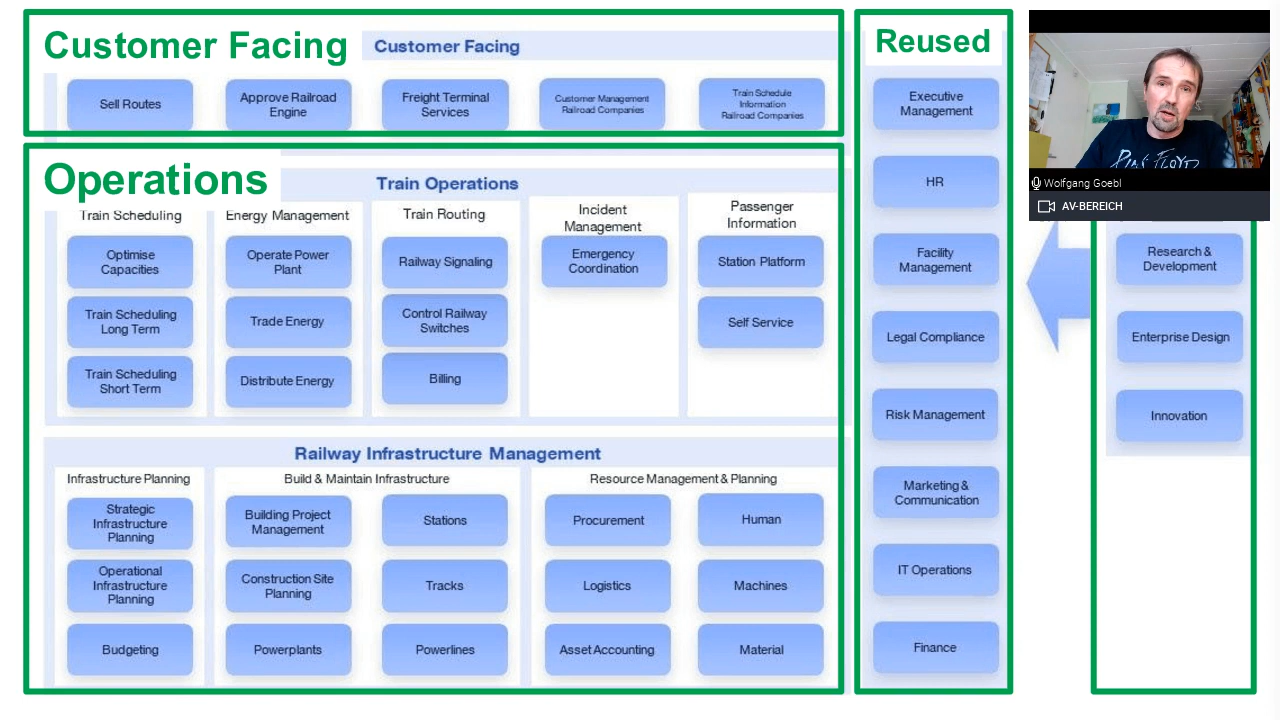 Customer Facing
Customer Facing
Sell Routes
Approve Railroad
Engine
Freight Terminal
Services
Customer Management
Railroad Companies
Train Schedule
Information
Railroad Companies
Operations
Train Operations
Train Scheduling
Optimise
Capacities
Train Scheduling
Long Term
Train Scheduling
Short Term
Energy Management
Operate Power
Plant
Trade Energy
Distribute Energy
Train Routing
Railway Signaling
Control Railway
Switches
Billing
Incident
Management
Emergency
Coordination
Passenger
Information
Station Platform
Self Service
Railway Infrastructure Management
Infrastructure Planning
Strategic
Infrastructure
Planning
Operational
Infrastructure
Planning
Budgeting
Build & Maintain Infrastructure
Building Project
Management
Stations
Construction Site
Planning
Tracks
Powerplants
Powerlines
Resource Management & Planning
Procurement
Human
Logistics
Machines
Asset Accounting
Material
Reused
Executive
Management
HR
Facility
Management
Legal Compliance
Risk Management
Marketing &
Communication
IT Operations
Finance
PINK FLOYD
Wolfgang Goebl
AV-BEREICH
Research &
Development
Enterprise Design
Innovation